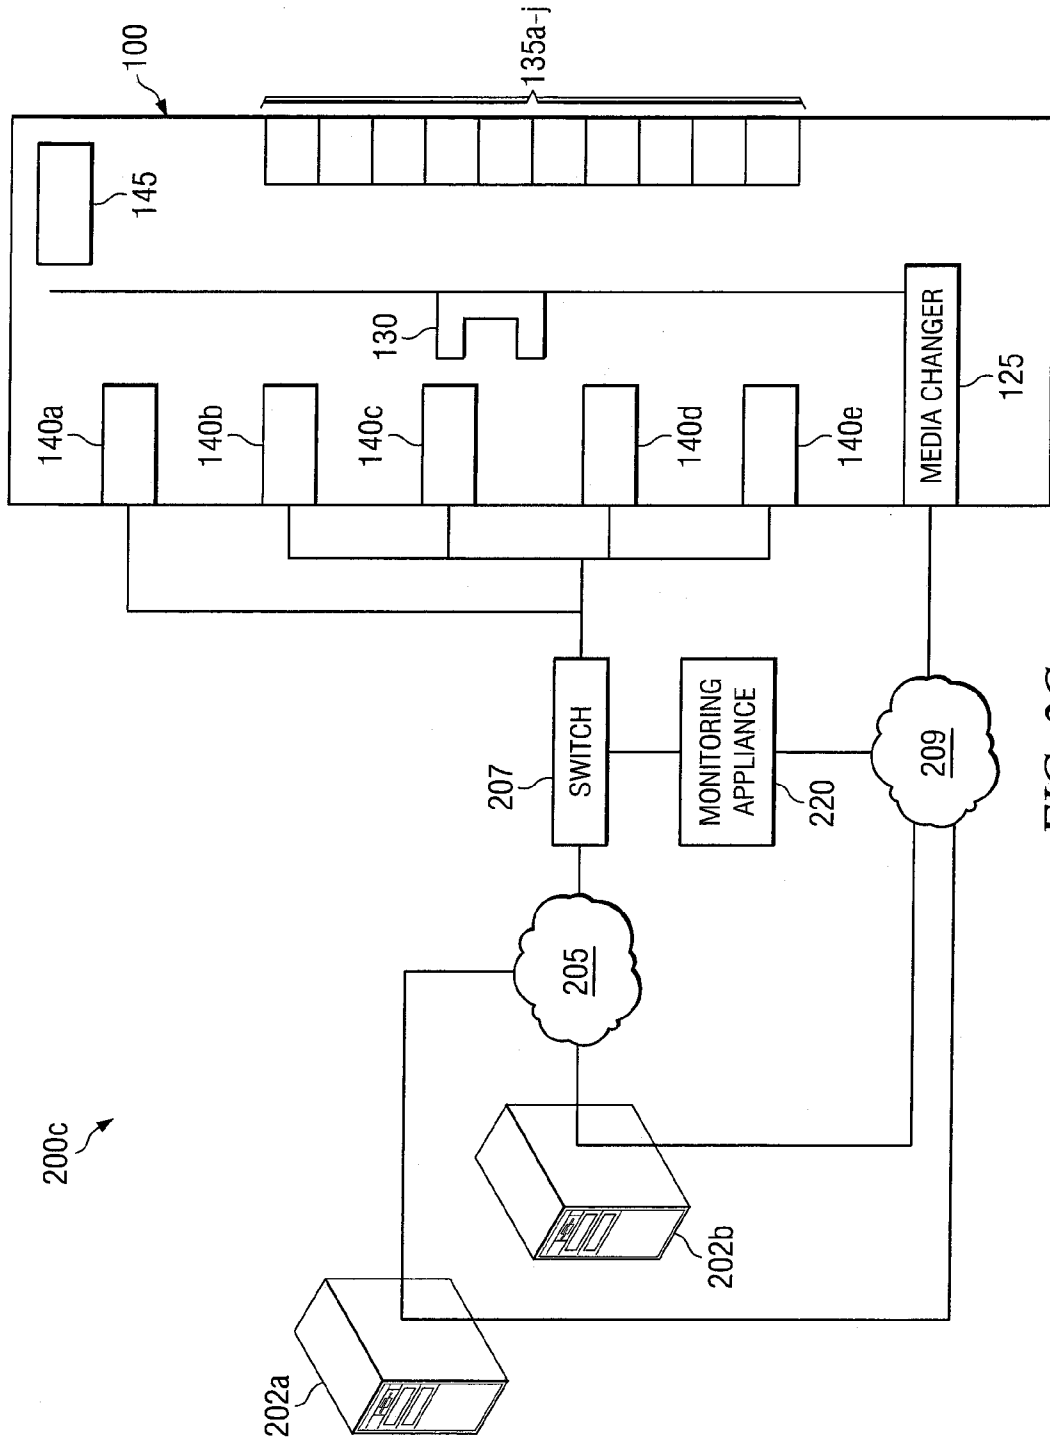 200c
140a
100
145
140b
202a
140c
130
207
135a-j
205
SWITCH
140d
202b
MONITORING
APPLIANCE
220
140e
209
MEDIA CHANGER
125
FIG. 2C